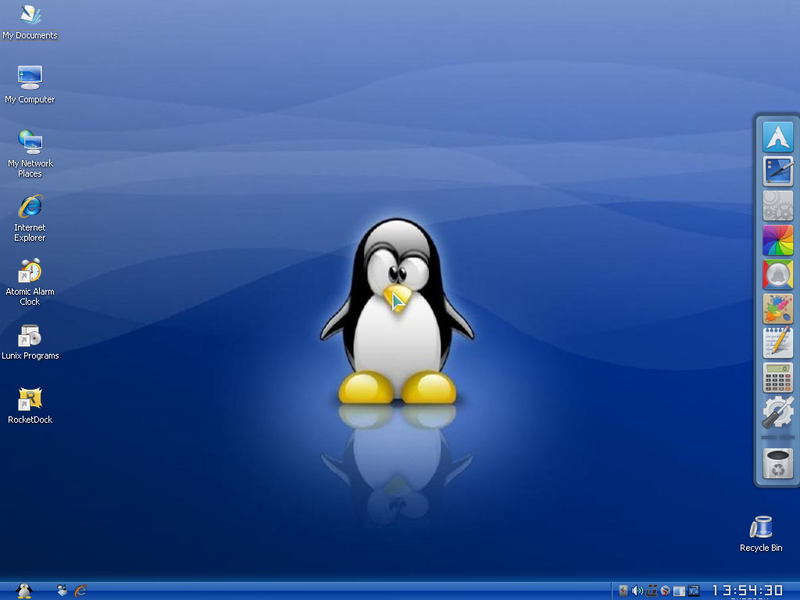 My Documents
My Computer
My Network
Places
Internet
Explorer
Atomic Alarm
Clock
Lunix Programs
RocketDock
Recycle Bin
13:54:30